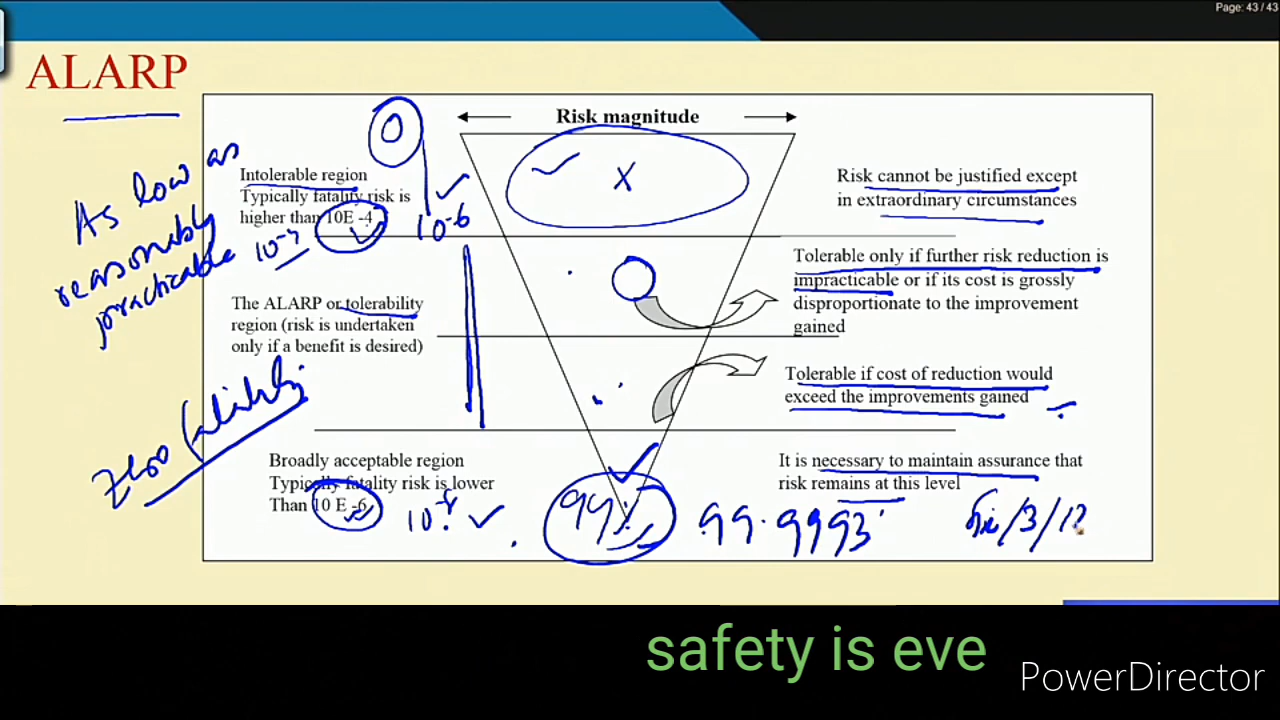 Page: 43 / 43
ALARP
As low as
reasonably
practicable
Risk magnitude
0
Intolerable region
Typically fatality risk is
higher than 10E -4
10-6
X
Risk cannot be justified except
in extraordinary circumstances
The ALARP or tolerability
region (risk is undertaken
only if a benefit is desired)
Tolerable only if further risk reduction is
impracticable or if its cost is grossly
disproportionate to the improvement
gained
Tolerable if cost of reduction would
exceed the improvements gained
Zero
Broadly acceptable region
Typically fatality risk is lower
Than 10 E -6
It is necessary to maintain assurance that
risk remains at this level
99.9993
safety is eve
PowerDirector